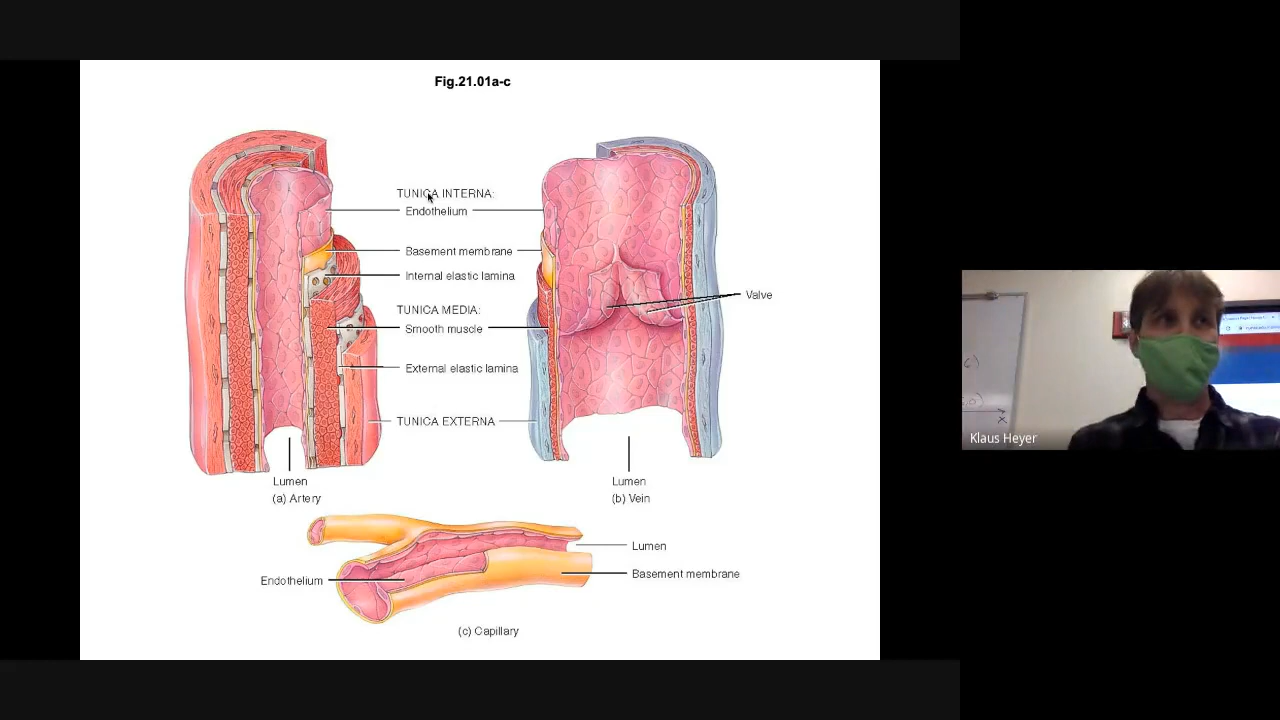 Fig.21.01a-c
TUNICA INTERNA:
Endothelium
Basement membrane
Internal elastic lamina
TUNICA MEDIA:
Smooth muscle
External elastic lamina
TUNICA EXTERNA
Valve
Lumen
(a) Artery
Lumen
(b) Vein
Lumen
Endothelium
Basement membrane
(c) Capillary
Klaus Heyer